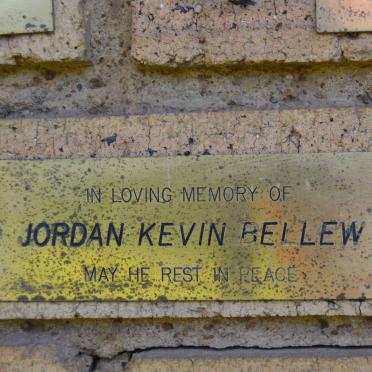 IN LOVING MEMORY OF
JORDAN KEVIN BELLEW
MAY HE REST IN PEACE